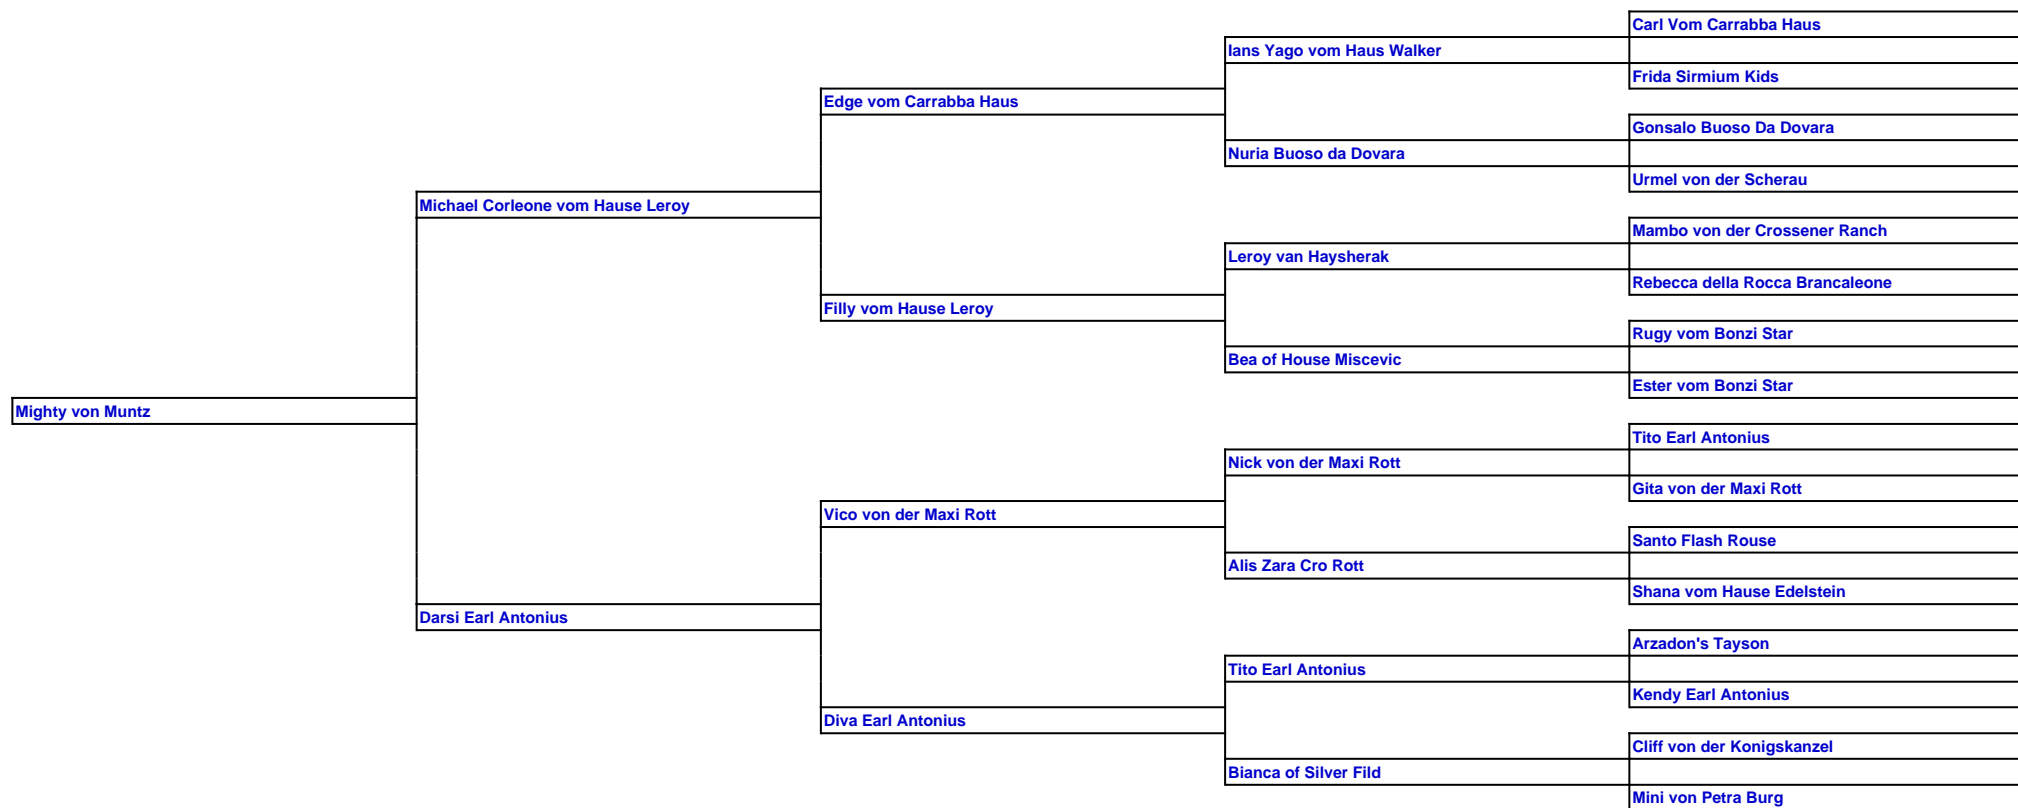 Carl Vom Carrabba Haus
Ians Yago vom Haus Walker
Frida Sirmium Kids
Edge vom Carrabba Haus
Gonsalo Buoso Da Dovara
Nuria Buoso da Dovara
Urmel von der Scherau
Michael Corleone vom Hause Leroy
Mambo von der Crossener Ranch
Leroy van Haysherak
Rebecca della Rocca Brancaleone
Filly vom Hause Leroy
Rugy vom Bonzi Star
Bea of House Miscevic
Ester vom Bonzi Star
Mighty von Muntz
Tito Earl Antonius
Nick von der Maxi Rott
Gita von der Maxi Rott
Vico von der Maxi Rott
Santo Flash Rouse
Alis Zara Cro Rott
Shana vom Hause Edelstein
Darsi Earl Antonius
Arzadon's Tayson
Tito Earl Antonius
Kendy Earl Antonius
Diva Earl Antonius
Cliff von der Konigskanzel
Bianca of Silver Fild
Mini von Petra Burg